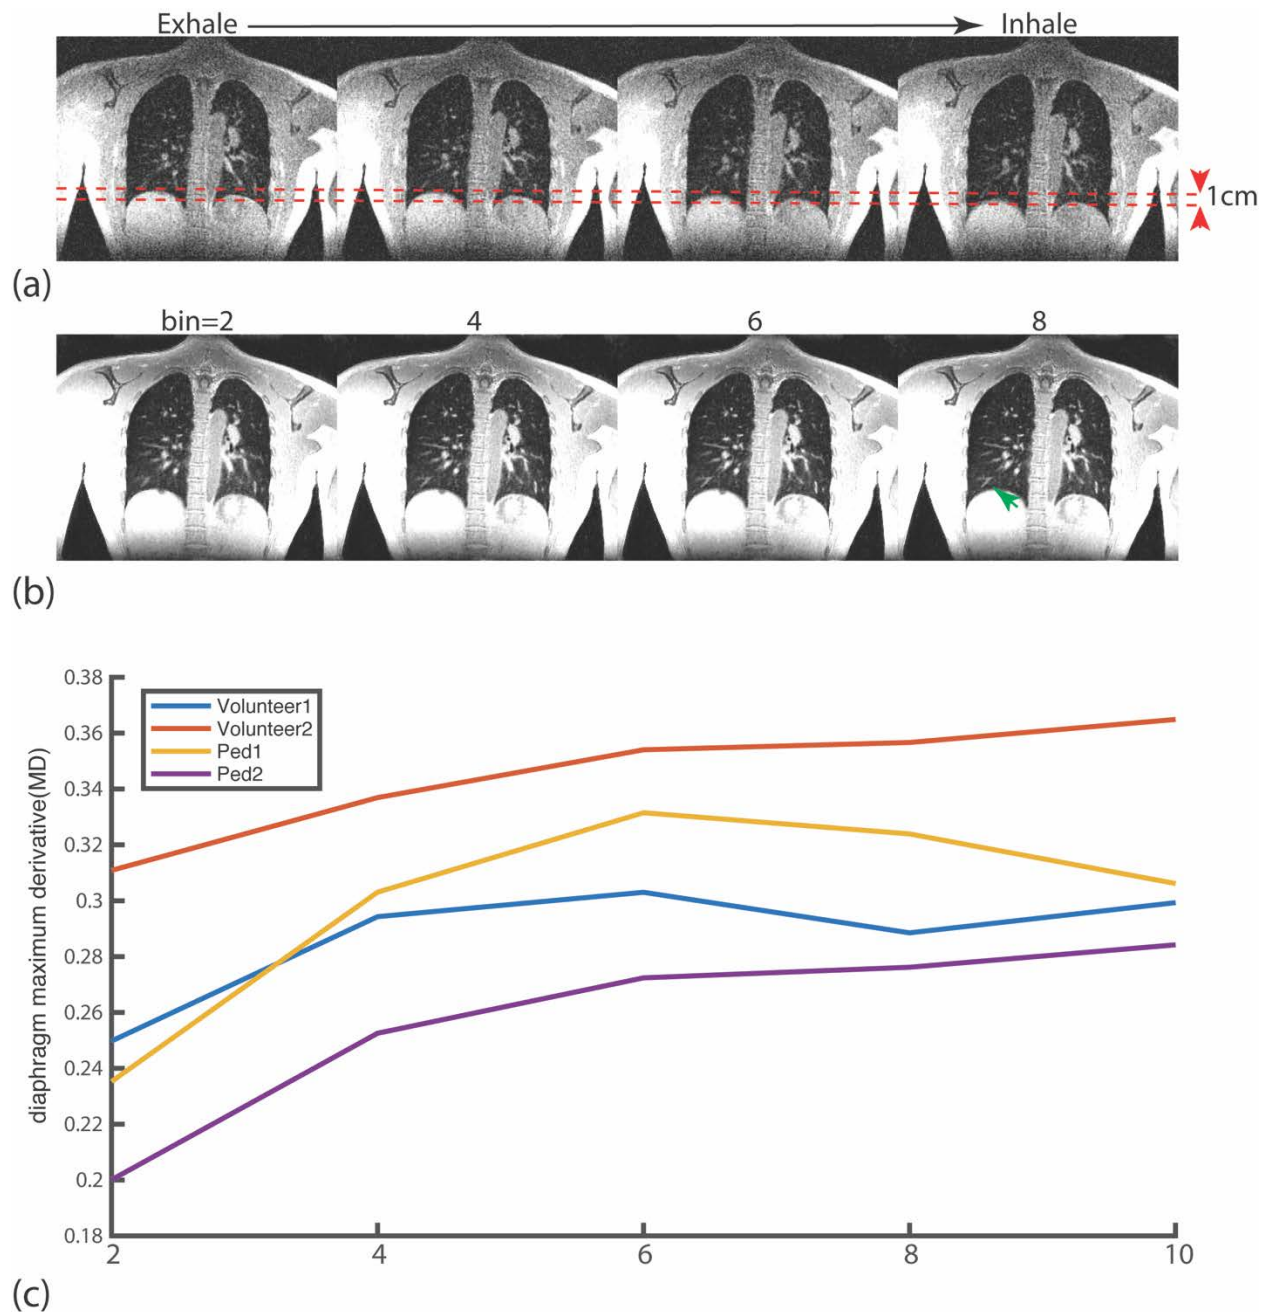 Exhale Inhale
1cm
(a)
bin=2 4 6 8
(b)
0.38
0.36
0.34
0.32
0.3
0.28
0.26
0.24
0.22
0.2
0.18
diaphragm maximum derivative(MD)
Volunteer1
Volunteer2
Ped1
Ped2
2 4 6 8 10
(c)